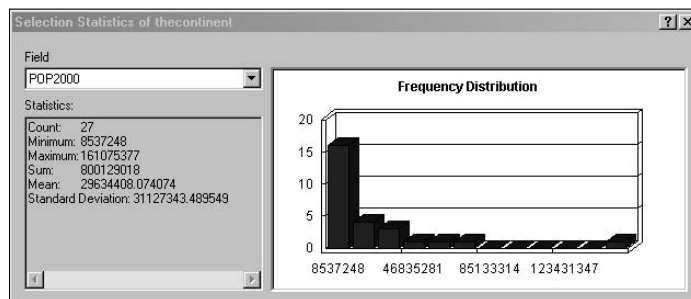 Selection Statistics of thecontinent
Field
POP2000
Statistics:
Count: 27
Minimum: 8537248
Maximum: 161075377
Sum: 800129018
Mean: 29634408.074074
Standard Deviation: 31127343.489549
Frequency Distribution
20
15
10
5
0
8537248 46835281 85133314 123431347